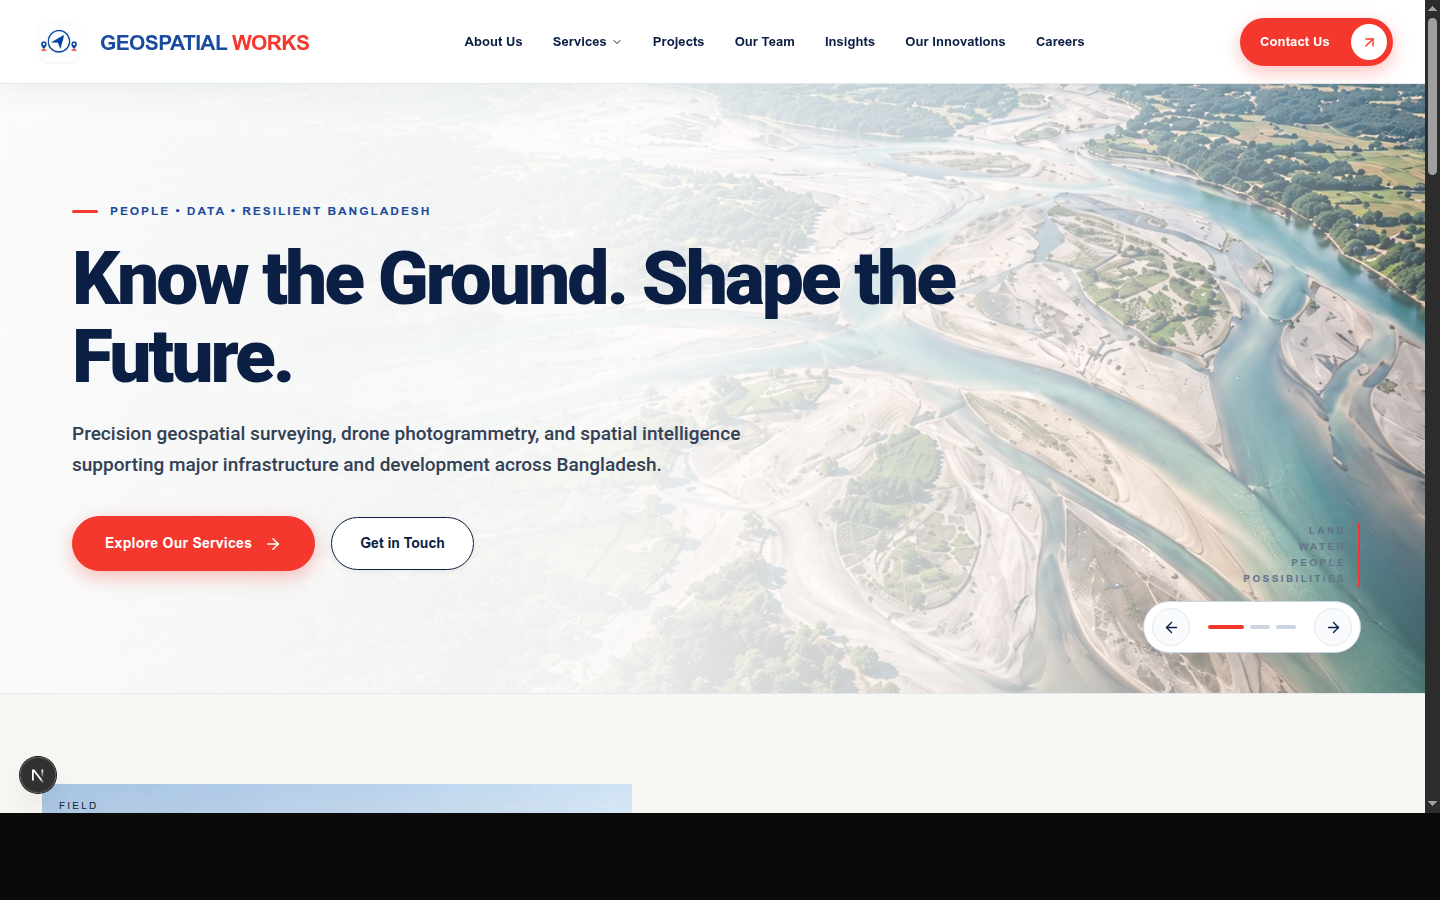 GEOSPATIAL WORKS
About Us
Services
Projects
Our Team
Insights
Our Innovations
Careers
Contact Us
PEOPLE • DATA • RESILIENT BANGLADESH
Know the Ground. Shape the
Future.
Precision geospatial surveying, drone photogrammetry, and spatial intelligence
supporting major infrastructure and development across Bangladesh.
Explore Our Services
Get in Touch
LAND
WATER
PEOPLE
POSSIBILITIES
N
FIELD